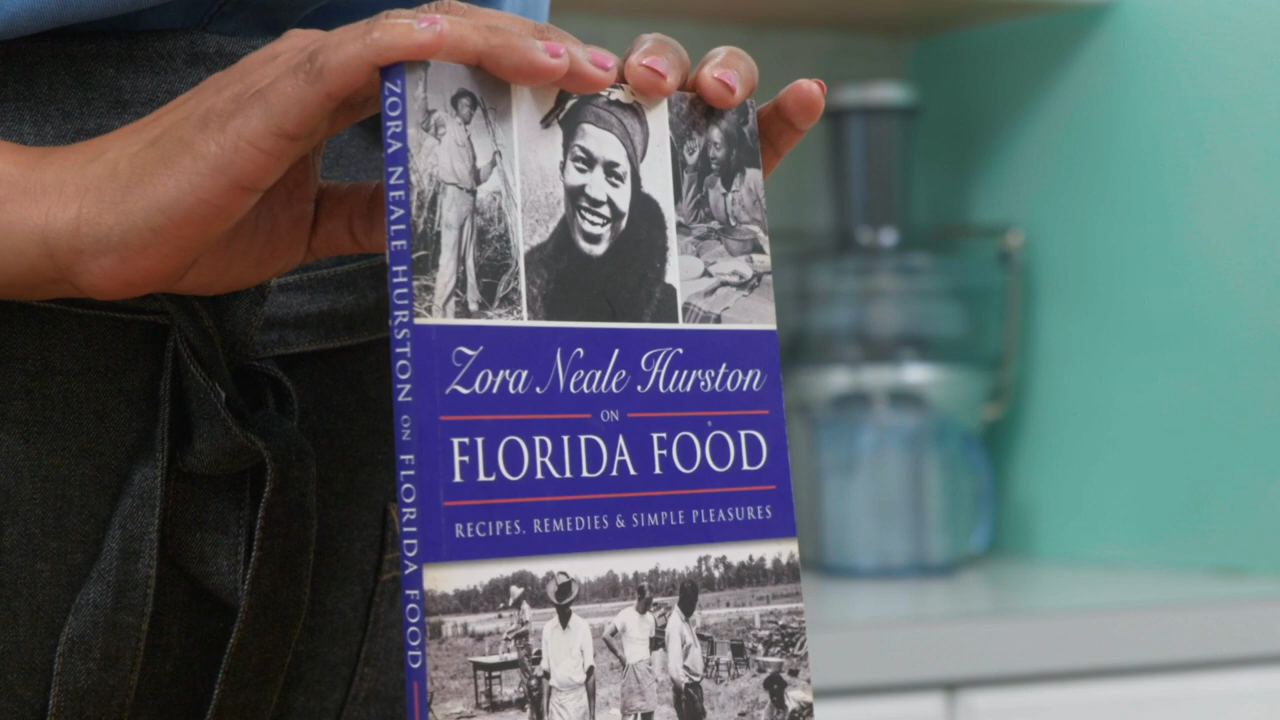 ZORA NEALE HURSTON ON FLORIDA FOOD
Zora Neale Hurston
ON
FLORIDA FOOD
RECIPES, REMEDIES & SIMPLE PLEASURES